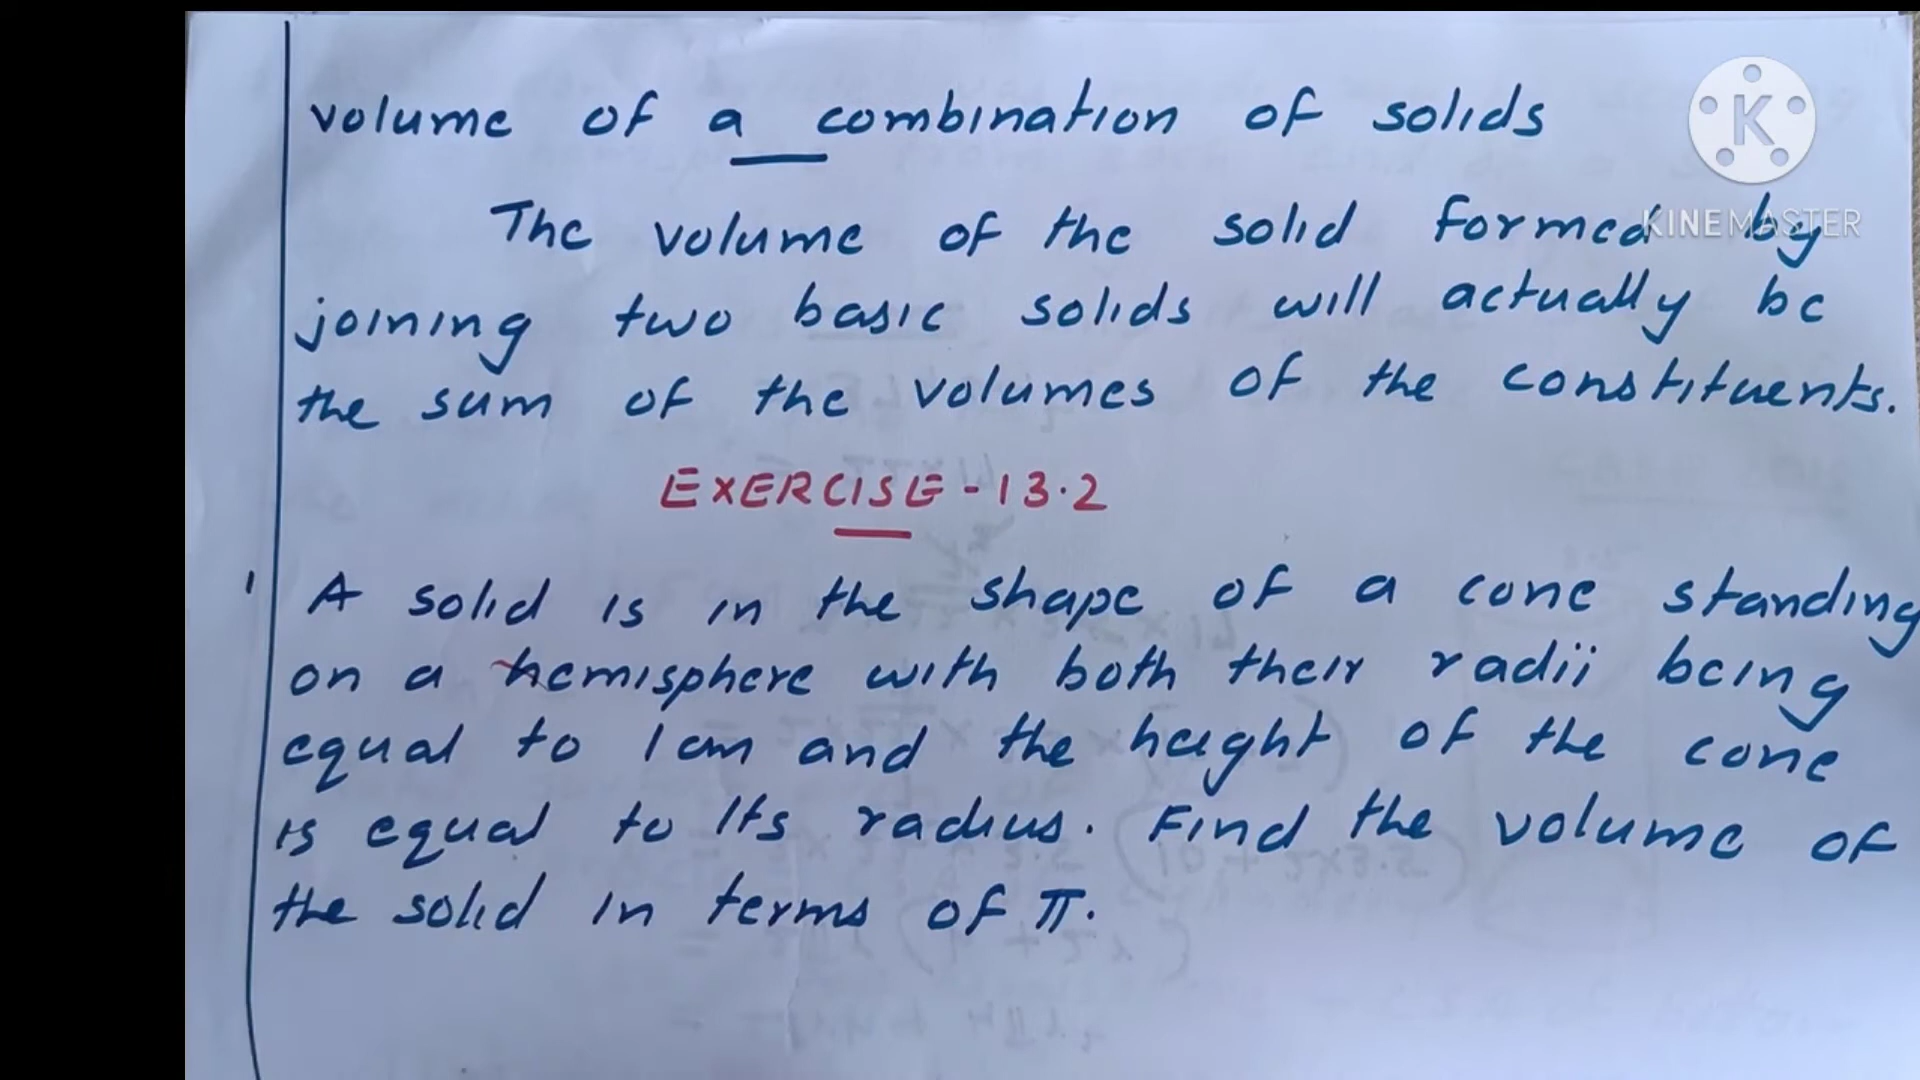 volume of a combination of solids
K
KINEMASTER
The volume of the solid formed by
joining two basic solids will actually be
the sum of the volumes of the constituents.
EXERCISE - 13.2
1 A solid is in the shape of a cone standing
on a hemisphere with both their radii being
equal to 1 cm and the height of the cone
is equal to its radius. Find the volume of
the solid in terms of π.